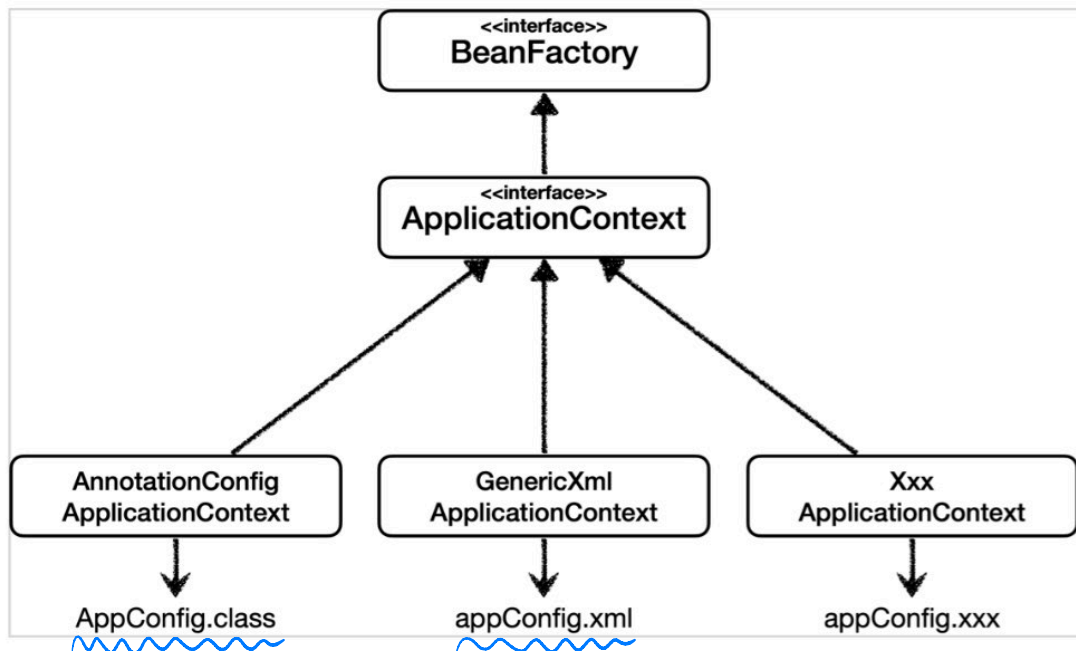 <<interface>>
BeanFactory
<<interface>>
ApplicationContext
AnnotationConfig
ApplicationContext
GenericXml
ApplicationContext
Xxx
ApplicationContext
AppConfig.class
appConfig.xml
appConfig.xxx